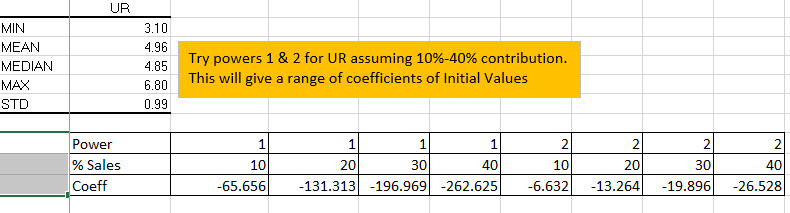 UR
MIN 3.10
MEAN 4.96
MEDIAN 4.85
MAX 6.80
STD 0.99
Try powers 1 & 2 for UR assuming 10%-40% contribution.
This will give a range of coefficients of Initial Values
Power 1 1 1 1 2 2 2 2
% Sales 10 20 30 40 10 20 30 40
Coeff -65.656 -131.313 -196.969 -262.625 -6.632 -13.264 -19.896 -26.528